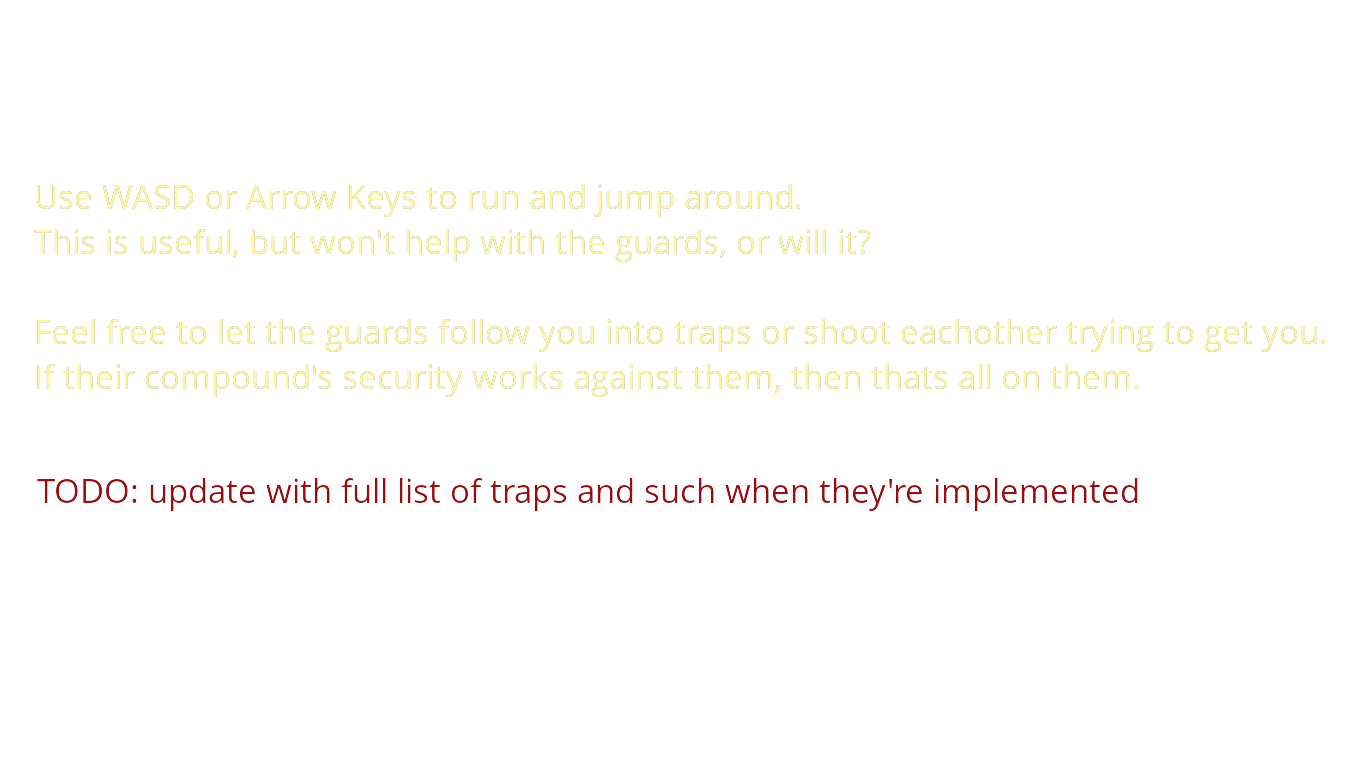 Use WASD or Arrow Keys to run and jump around.
This is useful, but won't help with the guards, or will it?
Feel free to let the guards follow you into traps or shoot eachother trying to get you.
If their compound's security works against them, then thats all on them.
TODO: update with full list of traps and such when they're implemented